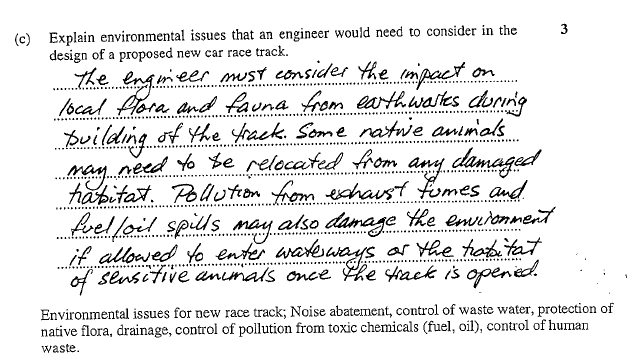 (c) Explain environmental issues that an engineer would need to consider in the 3
design of a proposed new car race track.
The engineer must consider the impact on
local flora and fauna from earthworks during
building of the track. Some native animals
may need to be relocated from any damaged
habitat. Pollution from exhaust fumes and
fuel/oil spills may also damage the environment
if allowed to enter waterways or the habitat
of sensitive animals once the track is opened.
Environmental issues for new race track; Noise abatement, control of waste water, protection of
native flora, drainage, control of pollution from toxic chemicals (fuel, oil), control of human
waste.